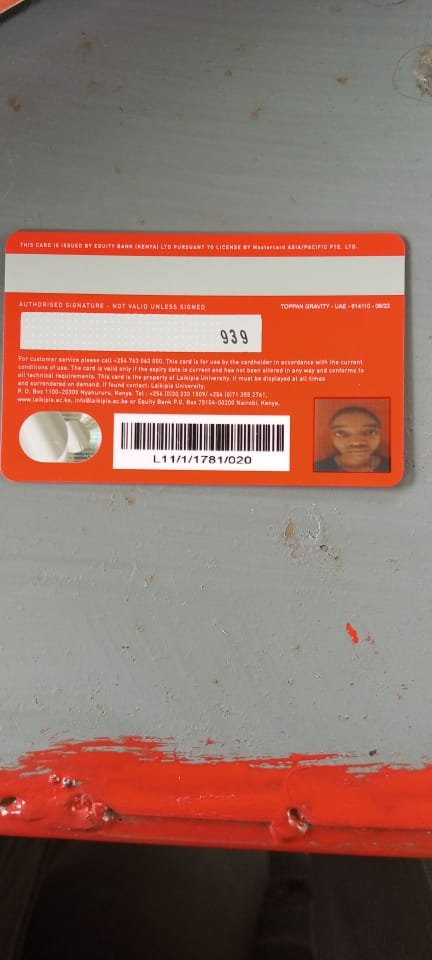 THIS CARD IS ISSUED BY EQUITY BANK (KENYA) LTD PURSUANT TO LICENSE BY Mastercard ASIA/PACIFIC PTE. LTD.
AUTHORISED SIGNATURE - NOT VALID UNLESS SIGNED
TOPPAN GRAVITY - UAE - 614110 - 06/22
939
For customer service please call +254 763 063 000. This card is for use by the cardholder in accordance with the current
conditions of use. The card is valid only if the expiry date is current and has not been altered in any way and conforms to
all technical requirements. This card is the property of Laikipia University. It must be displayed at all times
and surrendered on demand. If found contact: Laikipia University,
P. O. Box 1100-20300 Nyahururu, Kenya. Tel : +254 (0)20 233 1509/ +254 (0)71 355 2761,
www.laikipia.ac.ke, info@laikipia.ac.ke or Equity Bank P.O. Box 75104-00200 Nairobi, Kenya.
L11/1/1781/020